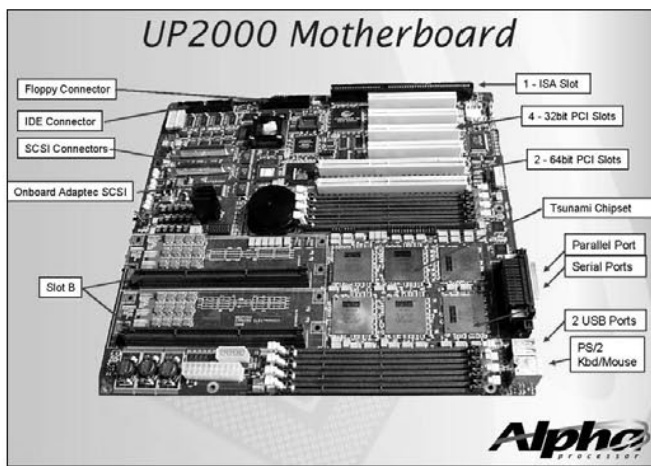 UP2000 Motherboard
Floppy Connector
IDE Connector
SCSI Connectors
Onboard Adaptec SCSI
Slot B
1 - ISA Slot
4 - 32bit PCI Slots
2 - 64bit PCI Slots
Tsunami Chipset
Parallel Port
Serial Ports
2 USB Ports
PS/2
Kbd/Mouse
Alpha
processor